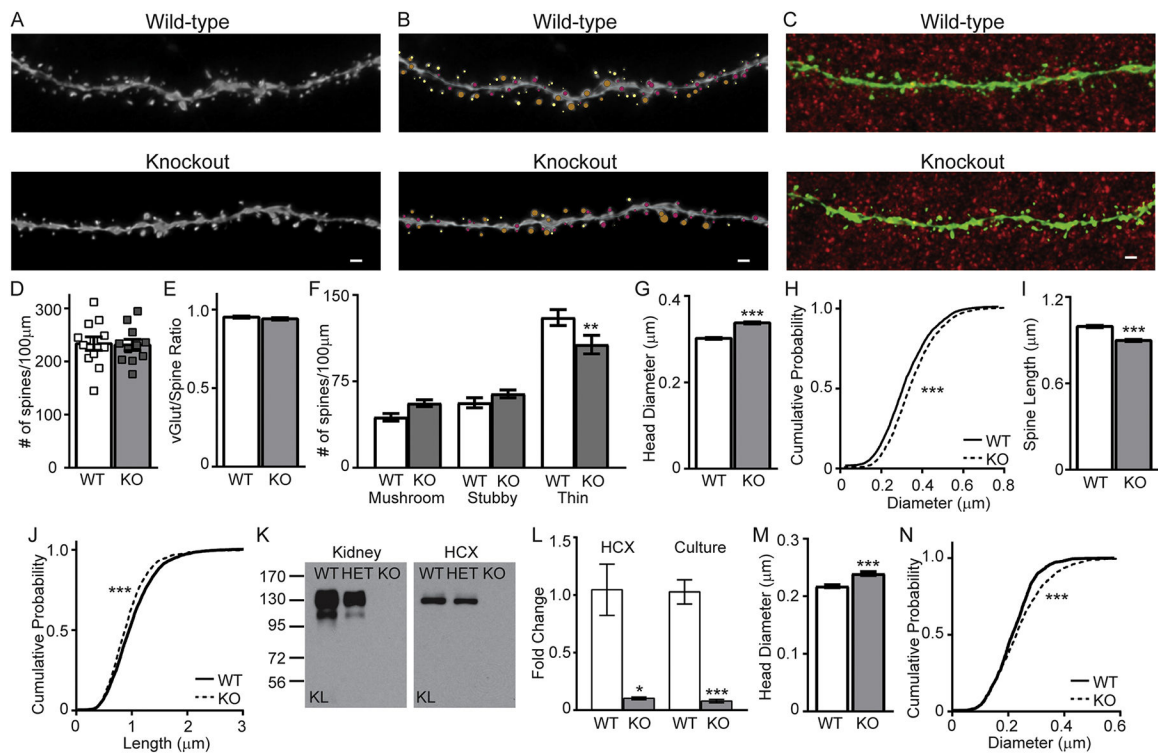 A
Wild-type
Knockout
B
Wild-type
Knockout
C
Wild-type
Knockout
D
# of spines/100μm
300
200
100
0
WT KO
E
vGlut/Spine Ratio
1.0
0.5
0
WT KO
F
# of spines/100μm
150
75
0
**
WT KO WT KO WT KO
Mushroom Stubby Thin
G
Head Diameter (μm)
0.4
0.2
0
***
WT KO
H
Cumulative Probability
1.0
0.5
0
***
WT
KO
0 0.2 0.4 0.6 0.8
Diameter (μm)
I
Spine Length (μm)
1.2
0.6
0
***
WT KO
J
Cumulative Probability
1.0
0.5
0
***
WT
KO
0 1 2 3
Length (μm)
K
Kidney HCX
WT HET KO WT HET KO
170
130
95
72
56
KL KL
L
Fold Change
1.5
1.0
0.5
0
HCX Culture
* ***
WT KO WT KO
M
Head Diameter (μm)
0.3
0.2
0.1
0
***
WT KO
N
Cumulative Probability
1.0
0.5
0
***
WT
KO
0 0.2 0.4 0.6
Diameter (μm)